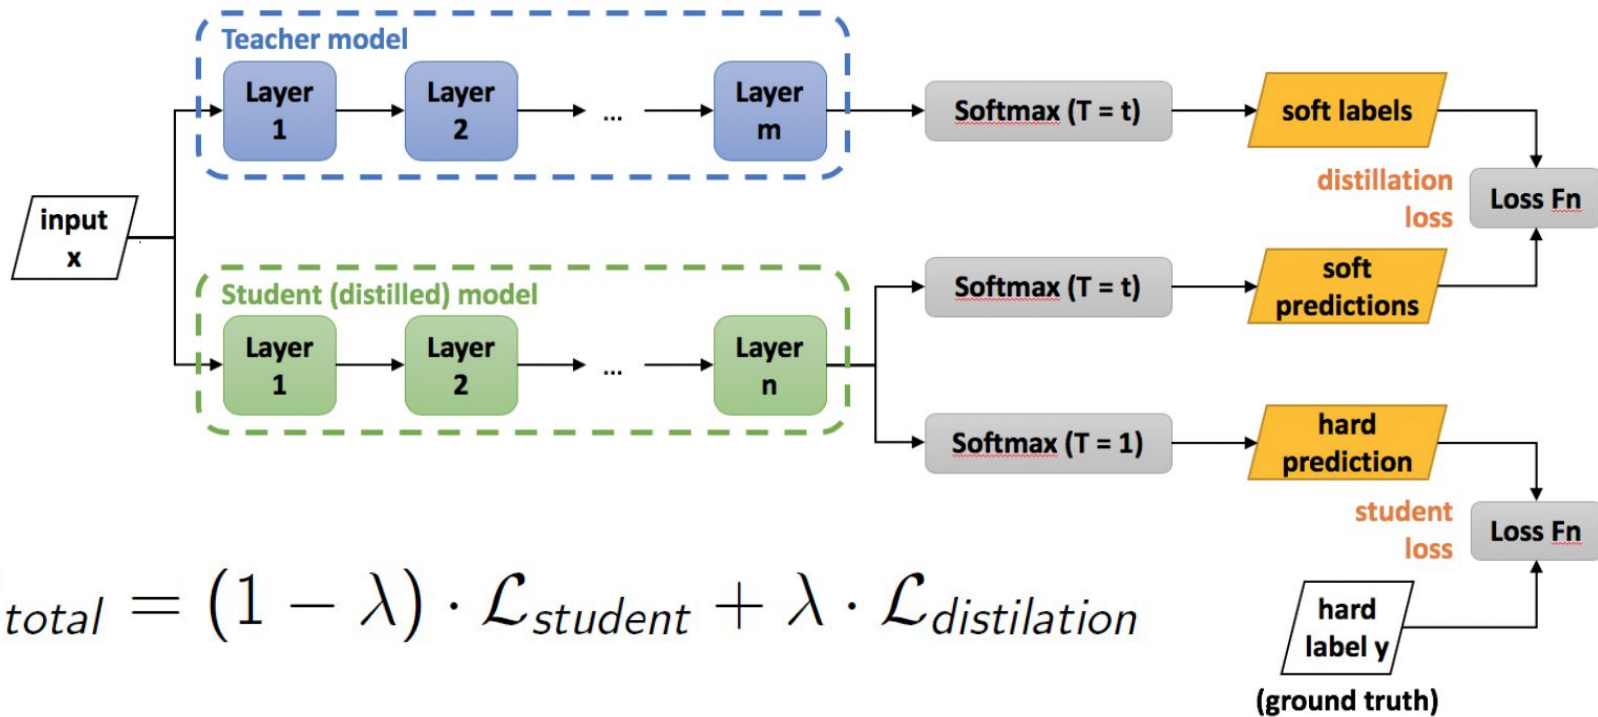 Teacher model
Layer
1
Layer
2
...
Layer
m
Softmax (T = t)
soft labels
distillation
loss
Loss Fn
input
x
Student (distilled) model
Layer
1
Layer
2
...
Layer
n
Softmax (T = t)
soft
predictions
Softmax (T = 1)
hard
prediction
student
loss
Loss Fn
total = (1 − λ) · ℒstudent + λ · ℒdistilation
hard
label y
(ground truth)